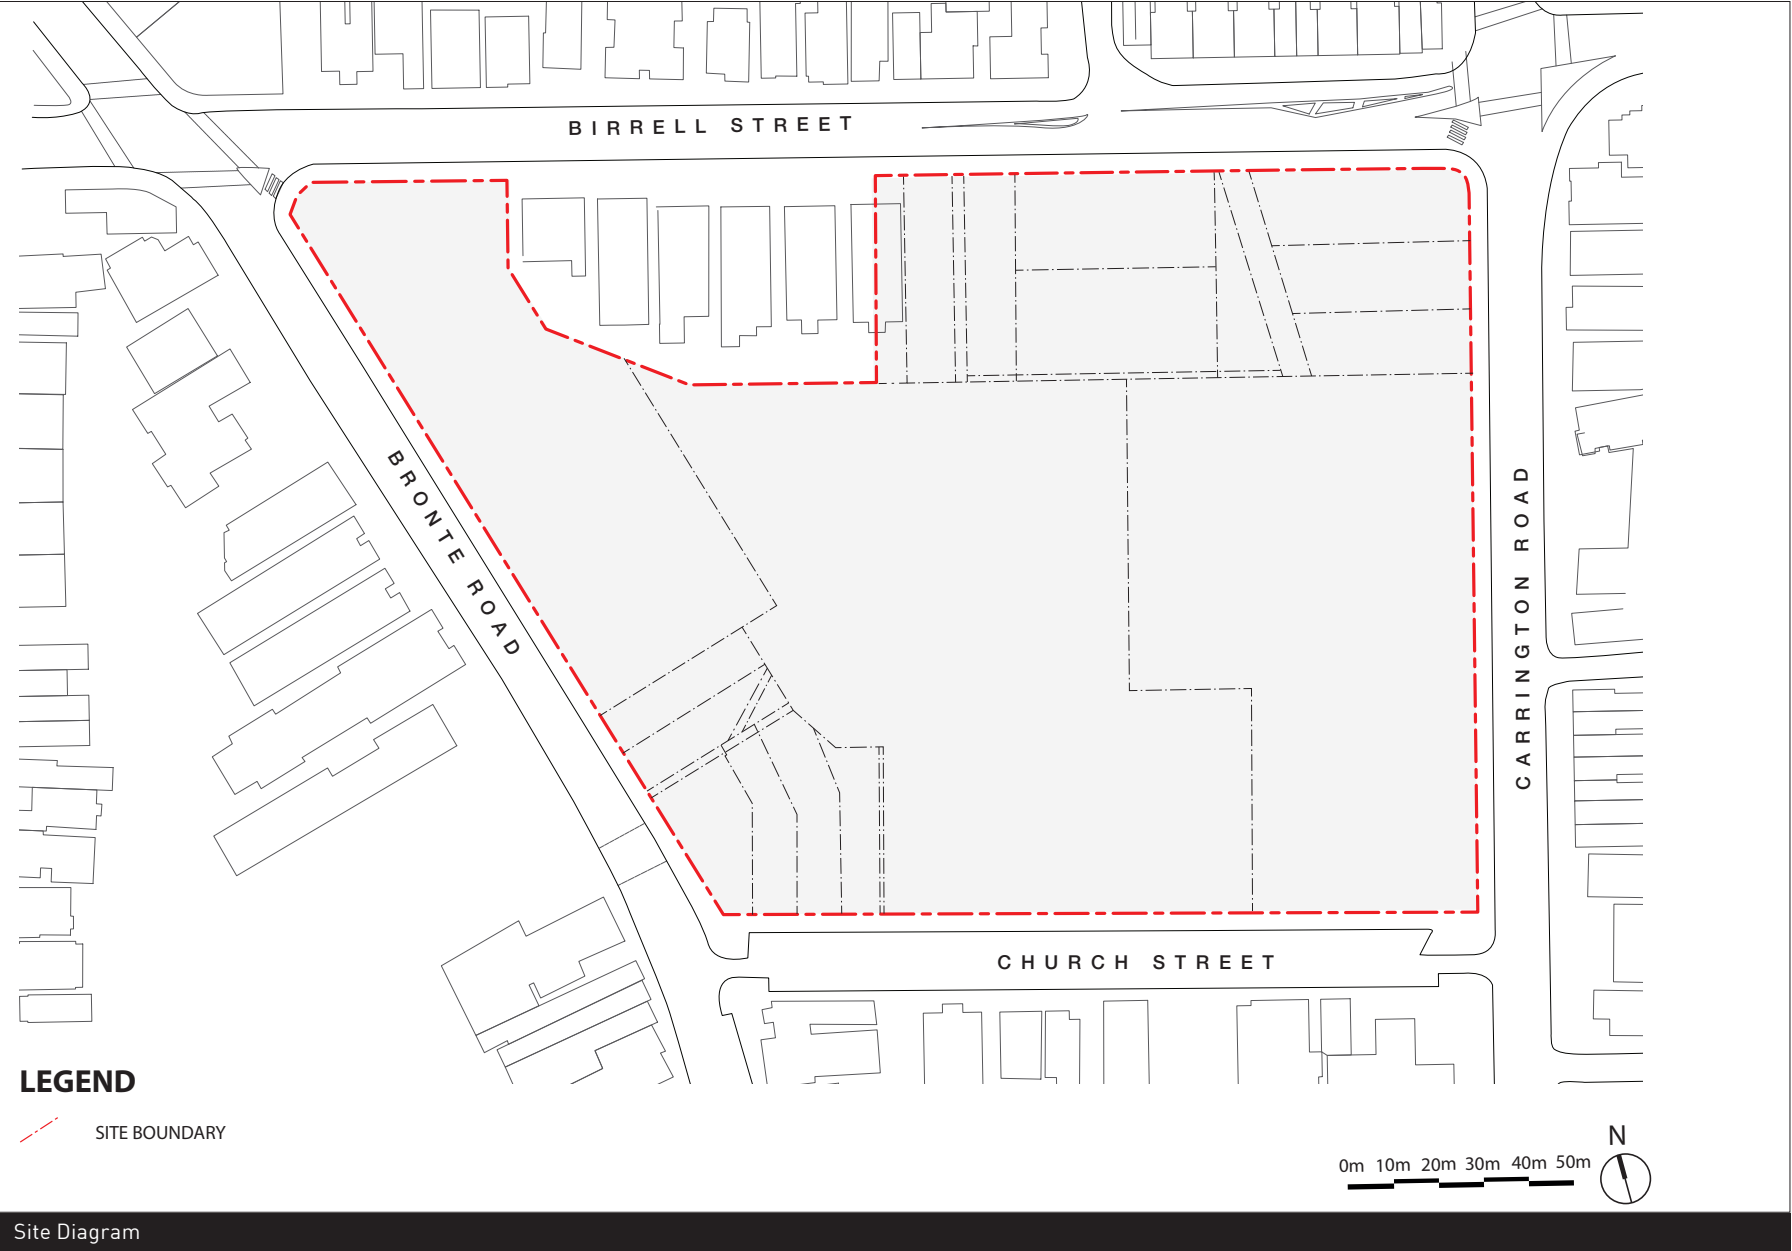 BIRRELL STREET
BRONTE ROAD
CARRINGTON ROAD
CHURCH STREET
LEGEND
SITE BOUNDARY
N
0m 10m 20m 30m 40m 50m
Site Diagram